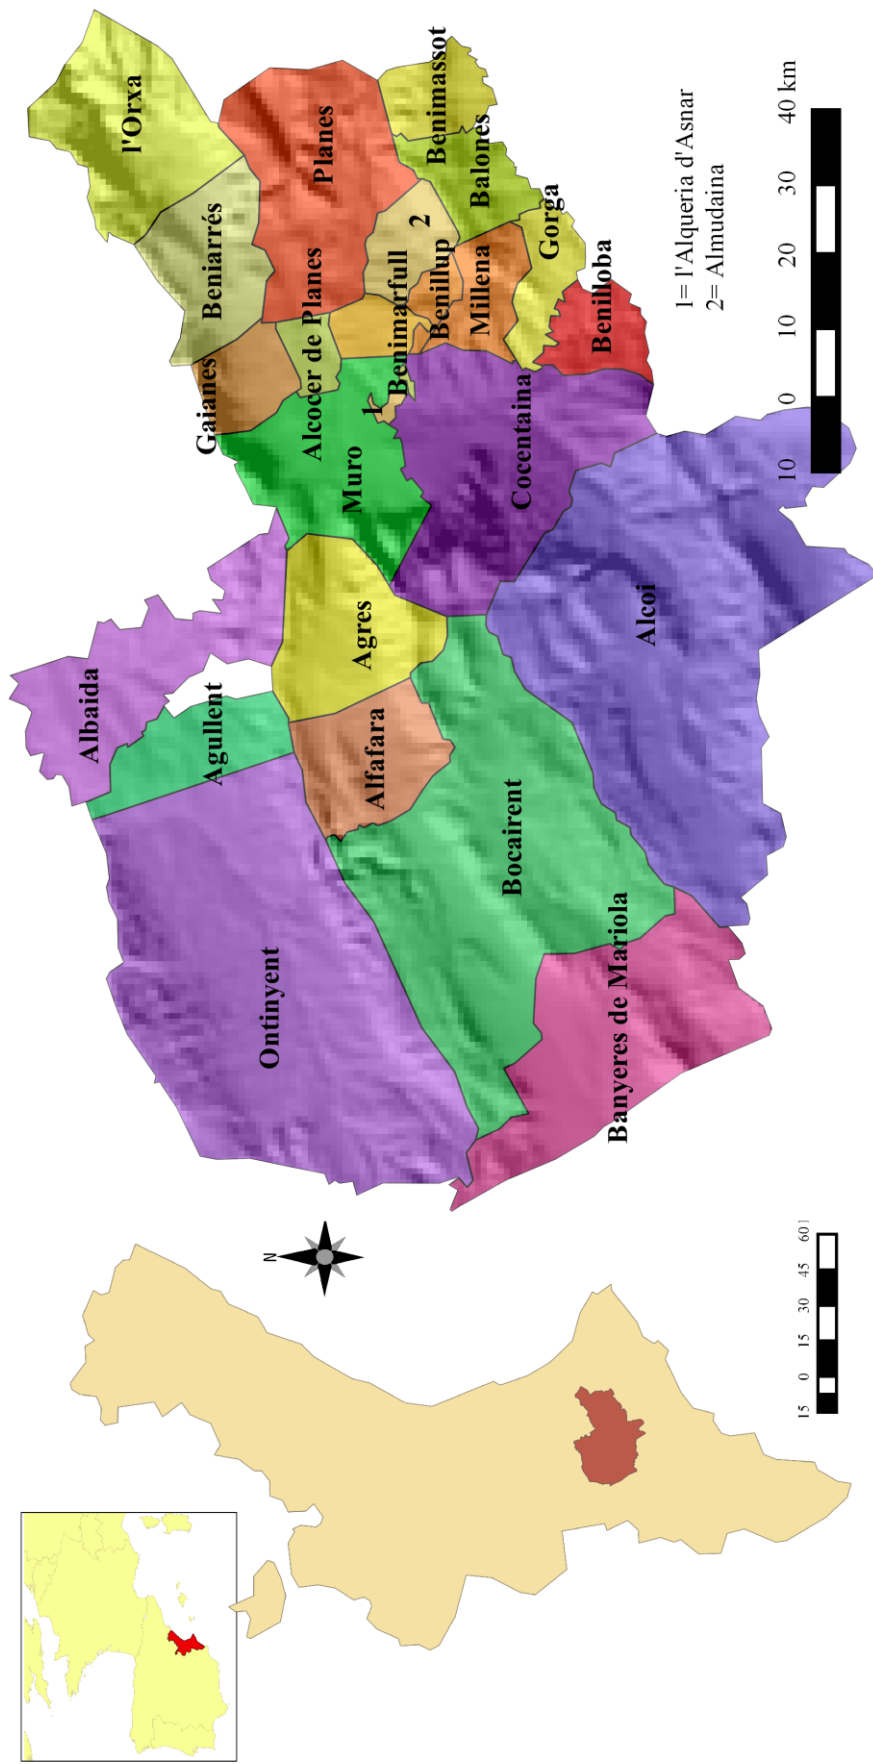 N
15 0 15 30 45 60
Albaida
Agullent
Ontinyent
Alfafara
Agres
Bocairent
Banyeres de Mariola
Alcoi
Muro
Cocentaina
Gaianes
Alcocer de Planes
Beniarrés
l'Orxa
Planes
Benimarfull
1
2
Benillup
Millena
Balones
Benimassot
Gorga
Benilloba
1= l'Alqueria d'Asnar
2= Almudaina
10 0 10 20 30 40 km